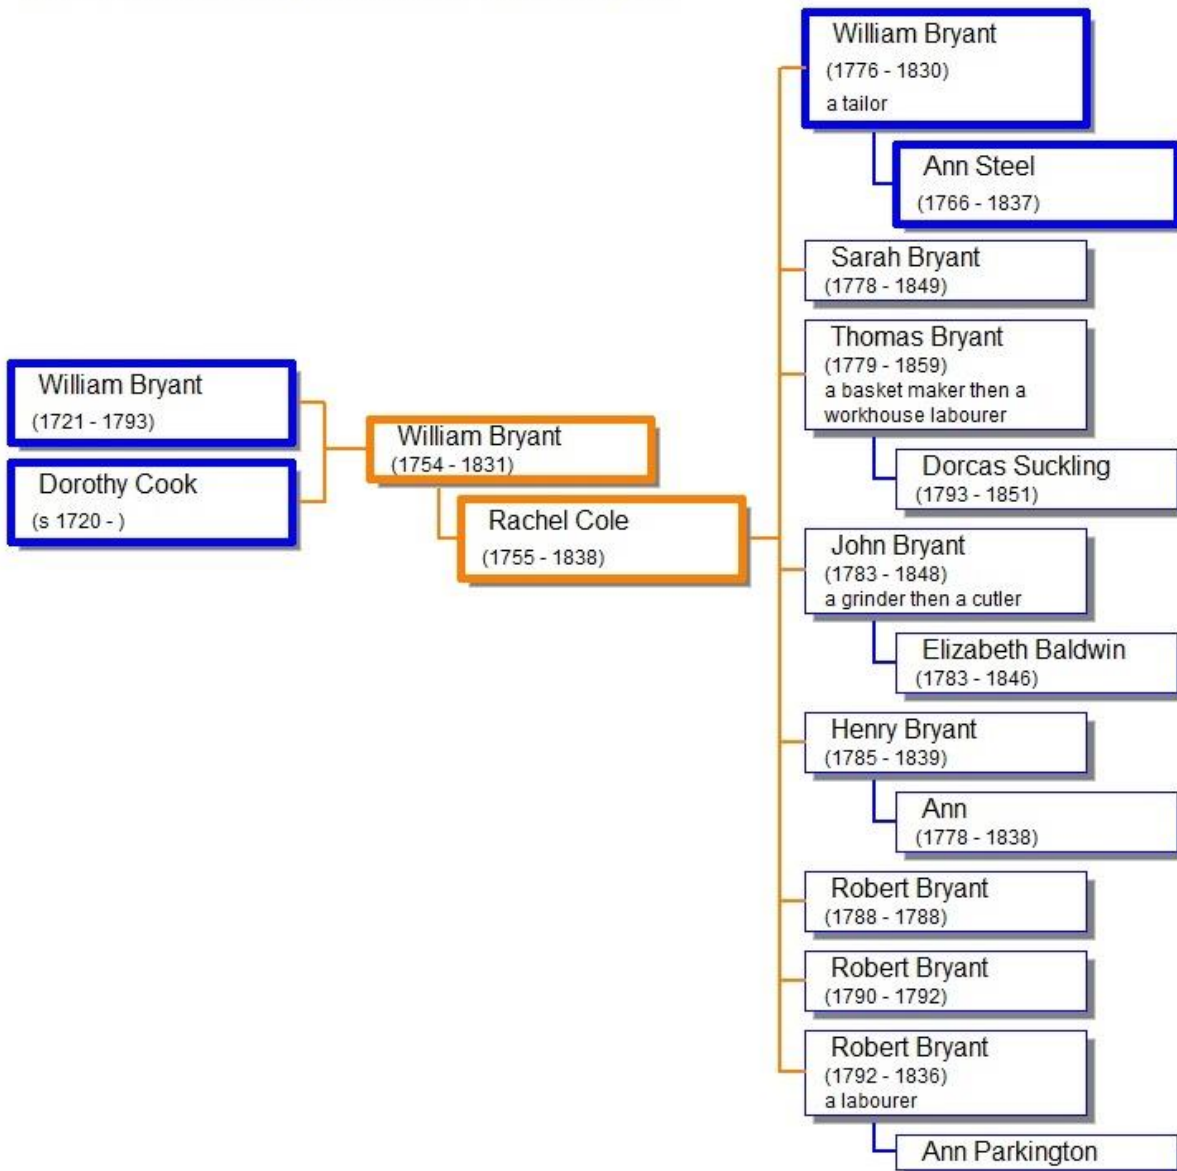 William Bryant
(1721 - 1793)
Dorothy Cook
(s 1720 - )
William Bryant
(1754 - 1831)
Rachel Cole
(1755 - 1838)
William Bryant
(1776 - 1830)
a tailor
Ann Steel
(1766 - 1837)
Sarah Bryant
(1778 - 1849)
Thomas Bryant
(1779 - 1859)
a basket maker then a
workhouse labourer
Dorcas Suckling
(1793 - 1851)
John Bryant
(1783 - 1848)
a grinder then a cutler
Elizabeth Baldwin
(1783 - 1846)
Henry Bryant
(1785 - 1839)
Ann
(1778 - 1838)
Robert Bryant
(1788 - 1788)
Robert Bryant
(1790 - 1792)
Robert Bryant
(1792 - 1836)
a labourer
Ann Parkington